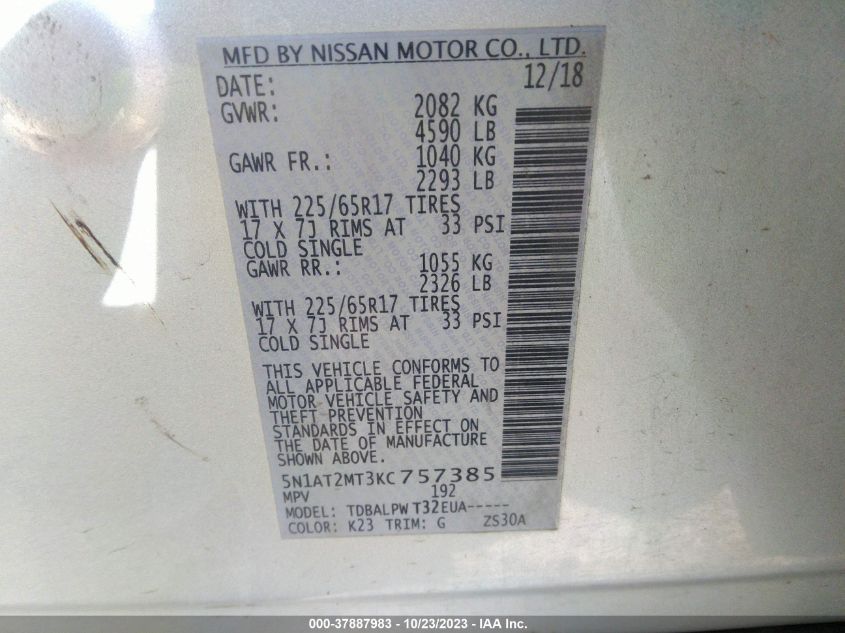 MFD BY NISSAN MOTOR CO., LTD.
DATE: 12/18
GVWR: 2082 KG
4590 LB
GAWR FR.: 1040 KG
2293 LB
WITH 225/65R17 TIRES
17 X 7J RIMS AT 33 PSI
COLD SINGLE
GAWR RR.: 1055 KG
2326 LB
WITH 225/65R17 TIRES
17 X 7J RIMS AT 33 PSI
COLD SINGLE
THIS VEHICLE CONFORMS TO
ALL APPLICABLE FEDERAL
MOTOR VEHICLE SAFETY AND
THEFT PREVENTION
STANDARDS IN EFFECT ON
THE DATE OF MANUFACTURE
SHOWN ABOVE.
5N1AT2MT3KC757385
MPV 192
MODEL: TDBALPW T32EUA-----
COLOR: K23 TRIM: G ZS30A
000-37887983 - 10/23/2023 - IAA Inc.